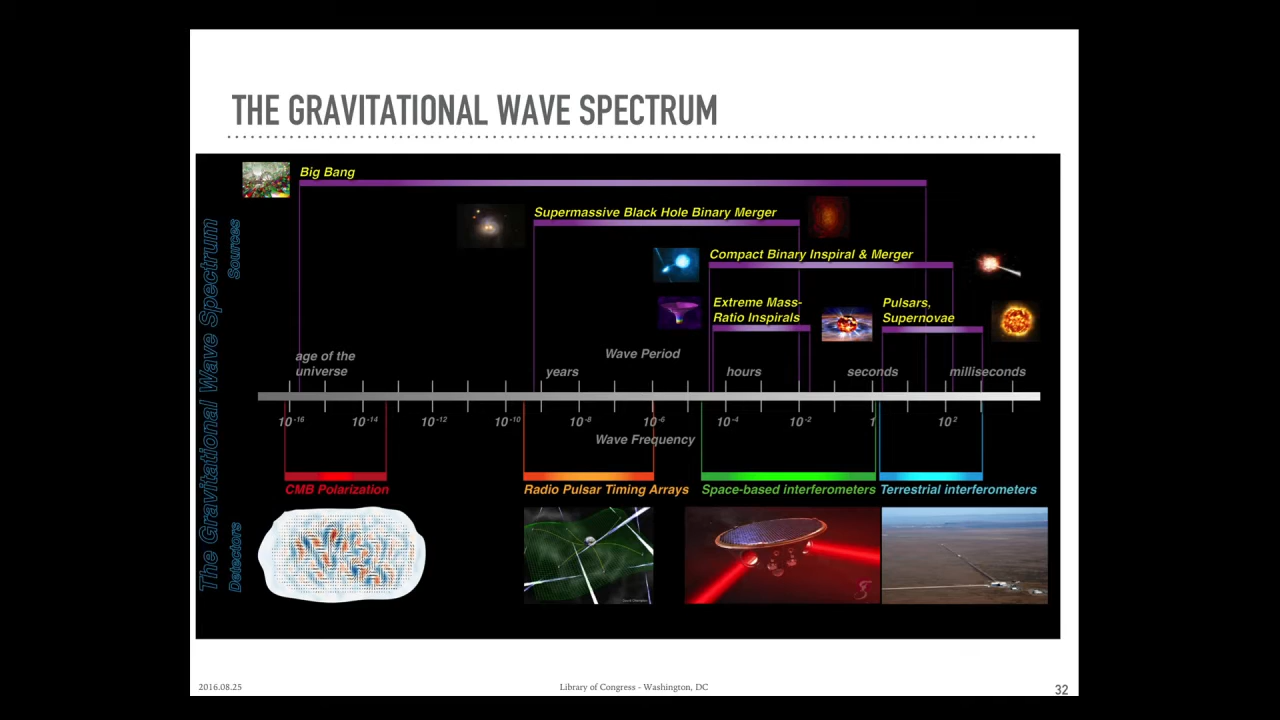 THE GRAVITATIONAL WAVE SPECTRUM
The Gravitational Wave Spectrum
Sources
Big Bang
Supermassive Black Hole Binary Merger
Compact Binary Inspiral & Merger
Extreme Mass-
Ratio Inspirals
Pulsars,
Supernovae
Wave Period
age of the
universe
years
hours
seconds
milliseconds
10⁻¹⁶
10⁻¹⁴
10⁻¹²
10⁻¹⁰
10⁻⁸
10⁻⁶
10⁻⁴
10⁻²
1
10²
Wave Frequency
Detectors
CMB Polarization
Radio Pulsar Timing Arrays
Space-based interferometers
Terrestrial interferometers
2016.08.25
Library of Congress - Washington, DC
32